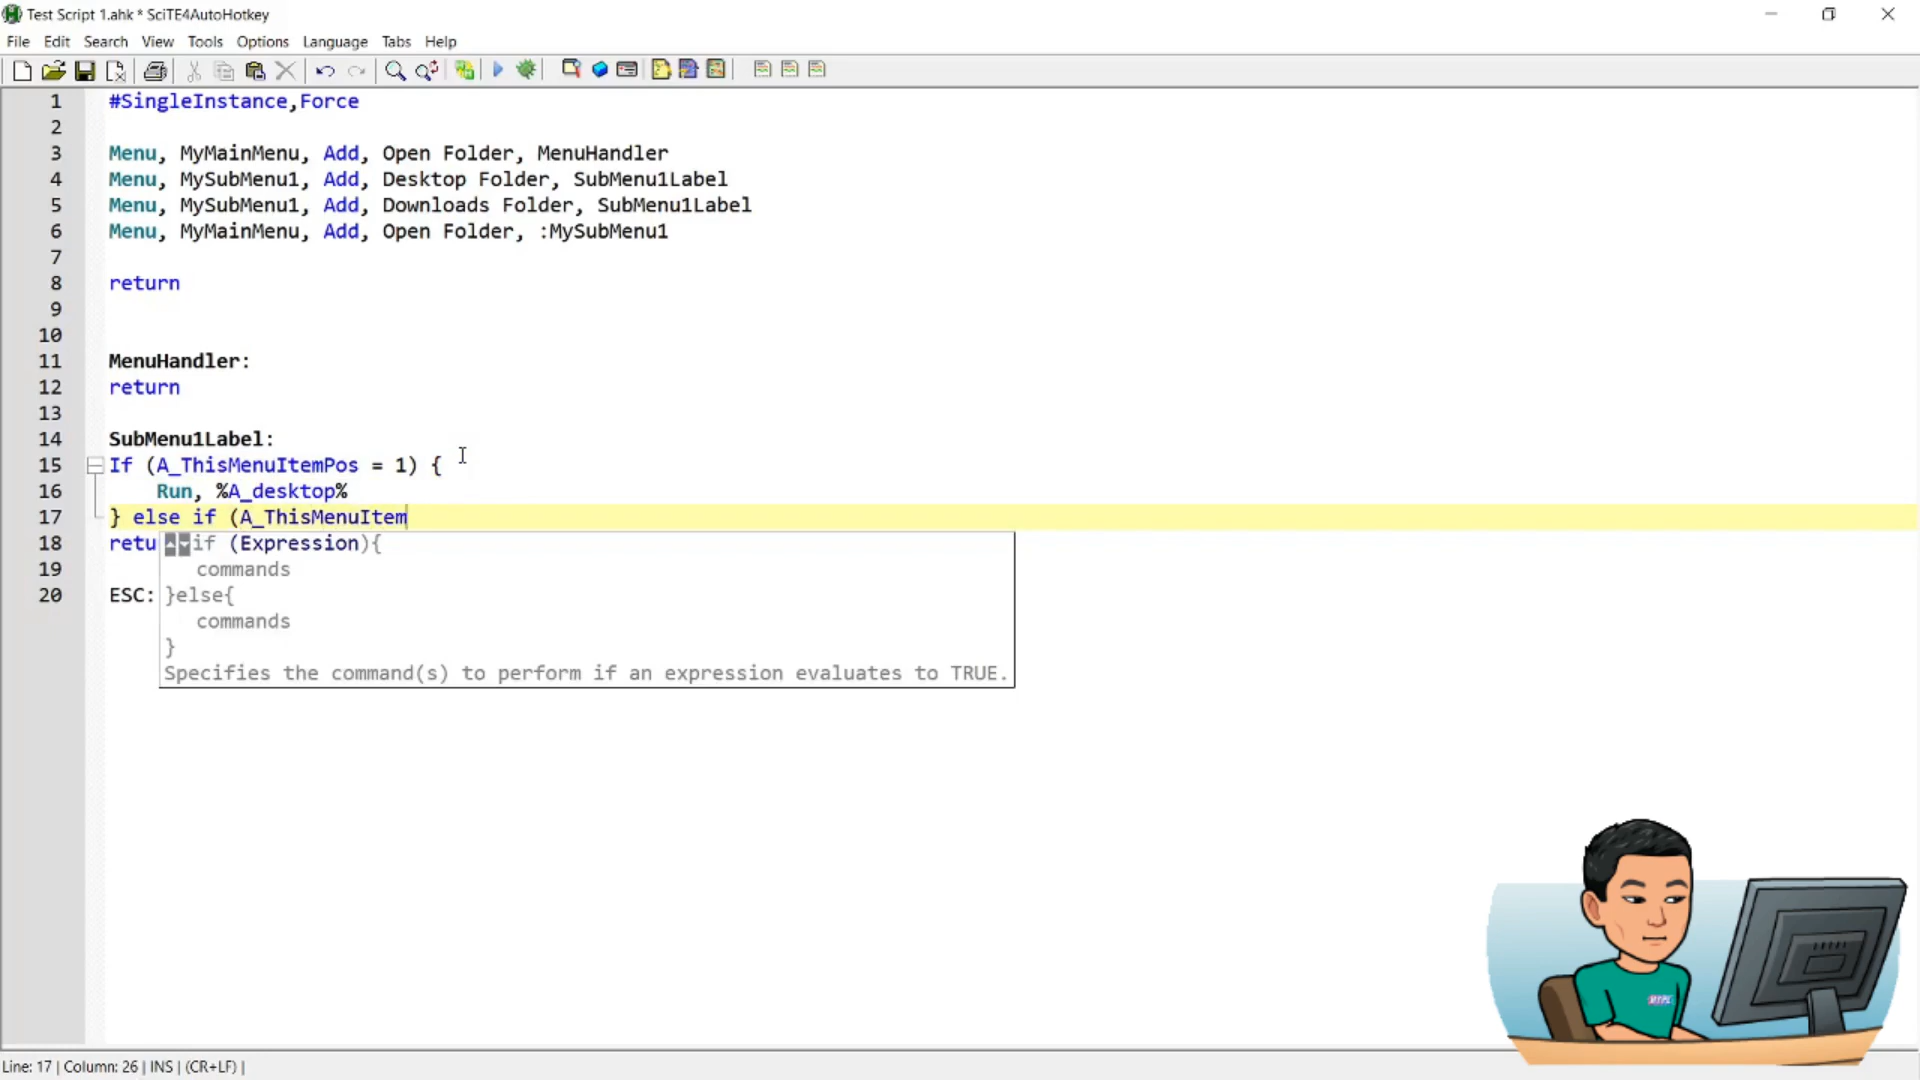 Test Script 1.ahk * SciTE4AutoHotkey
File Edit Search View Tools Options Language Tabs Help
1 #SingleInstance,Force
2
3 Menu, MyMainMenu, Add, Open Folder, MenuHandler
4 Menu, MySubMenu1, Add, Desktop Folder, SubMenu1Label
5 Menu, MySubMenu1, Add, Downloads Folder, SubMenu1Label
6 Menu, MyMainMenu, Add, Open Folder, :MySubMenu1
7
8 return
9
10
11 MenuHandler:
12 return
13
14 SubMenu1Label:
15 If (A_ThisMenuItemPos = 1) {
16 Run, %A_desktop%
17 } else if (A_ThisMenuItem
18 retu if (Expression){
19 commands
20 ESC: }else{
commands
}
Specifies the command(s) to perform if an expression evaluates to TRUE.
Line: 17 | Column: 26 | INS | (CR+LF) |